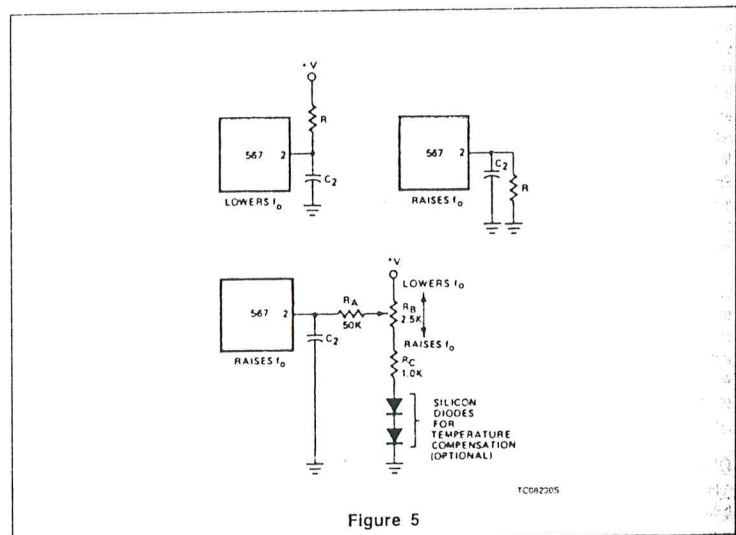 +V
R
567 2
C2
LOWERS fo
567 2
C2
R
RAISES fo
+V
LOWERS fo
RA
50K
RB
2.5K
567 2
C2
RAISES fo
RAISES fo
RC
1.0K
SILICON
DIODES
FOR
TEMPERATURE
COMPENSATION
(OPTIONAL)
TC08230S
Figure 5